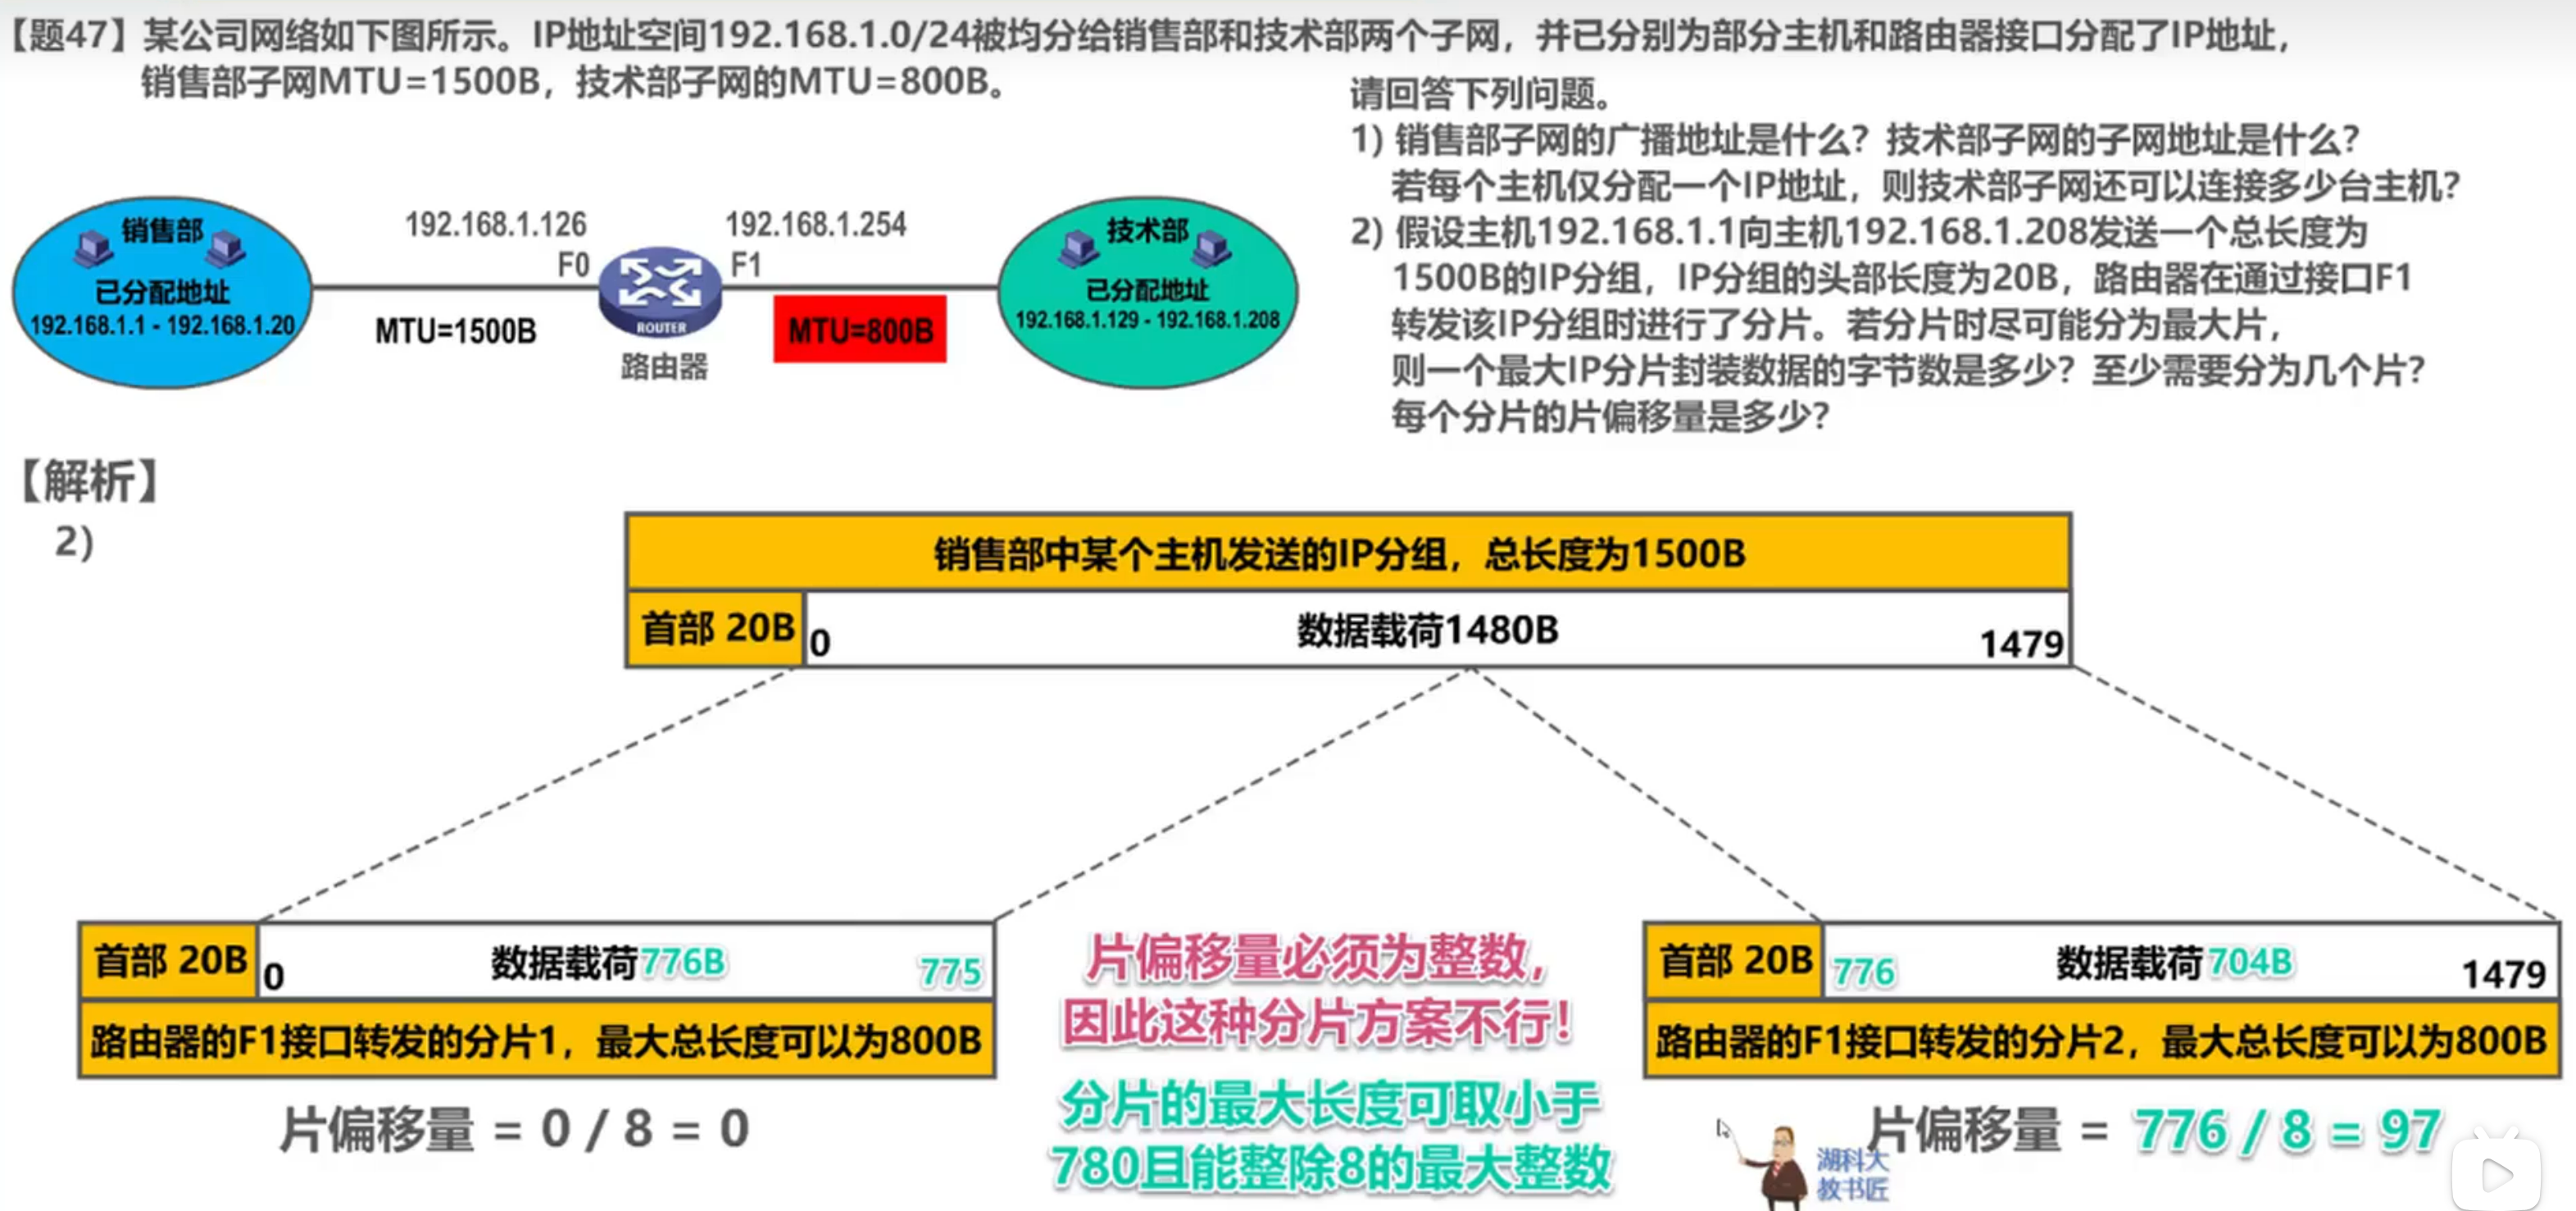 【题47】某公司网络如下图所示。IP地址空间192.168.1.0/24被均分给销售部和技术部两个子网，并已分别为部分主机和路由器接口分配了IP地址，
销售部子网MTU=1500B，技术部子网的MTU=800B。
请回答下列问题。
1) 销售部子网的广播地址是什么？技术部子网的子网地址是什么？
若每个主机仅分配一个IP地址，则技术部子网还可以连接多少台主机？
2) 假设主机192.168.1.1向主机192.168.1.208发送一个总长度为
1500B的IP分组，IP分组的头部长度为20B，路由器在通过接口F1
转发该IP分组时进行了分片。若分片时尽可能分为最大片，
则一个最大IP分片封装数据的字节数是多少？至少需要分为几个片？
每个分片的片偏移量是多少？
销售部
已分配地址
192.168.1.1 - 192.168.1.20
192.168.1.126
F0
MTU=1500B
ROUTER
路由器
192.168.1.254
F1
MTU=800B
技术部
已分配地址
192.168.1.129 - 192.168.1.208
【解析】
2)
销售部中某个主机发送的IP分组，总长度为1500B
首部 20B 0 数据载荷1480B 1479
首部 20B 0 数据载荷776B 775
路由器的F1接口转发的分片1，最大总长度可以为800B
片偏移量 = 0 / 8 = 0
片偏移量必须为整数，
因此这种分片方案不行！
分片的最大长度可取小于
780且能整除8的最大整数
首部 20B 776 数据载荷704B 1479
路由器的F1接口转发的分片2，最大总长度可以为800B
片偏移量 = 776 / 8 = 97
湖科大
教书匠